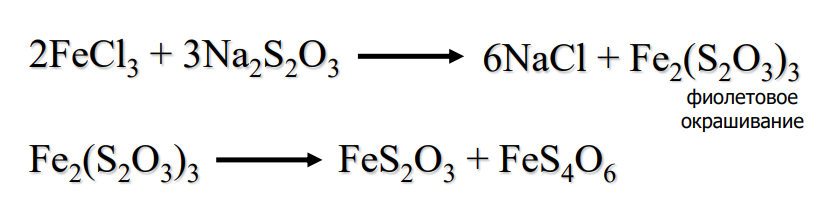 2FeCl₃ + 3Na₂S₂O₃ ⟶ 6NaCl + Fe₂(S₂O₃)₃
фиолетовое
окрашивание
Fe₂(S₂O₃)₃ ⟶ FeS₂O₃ + FeS₄O₆